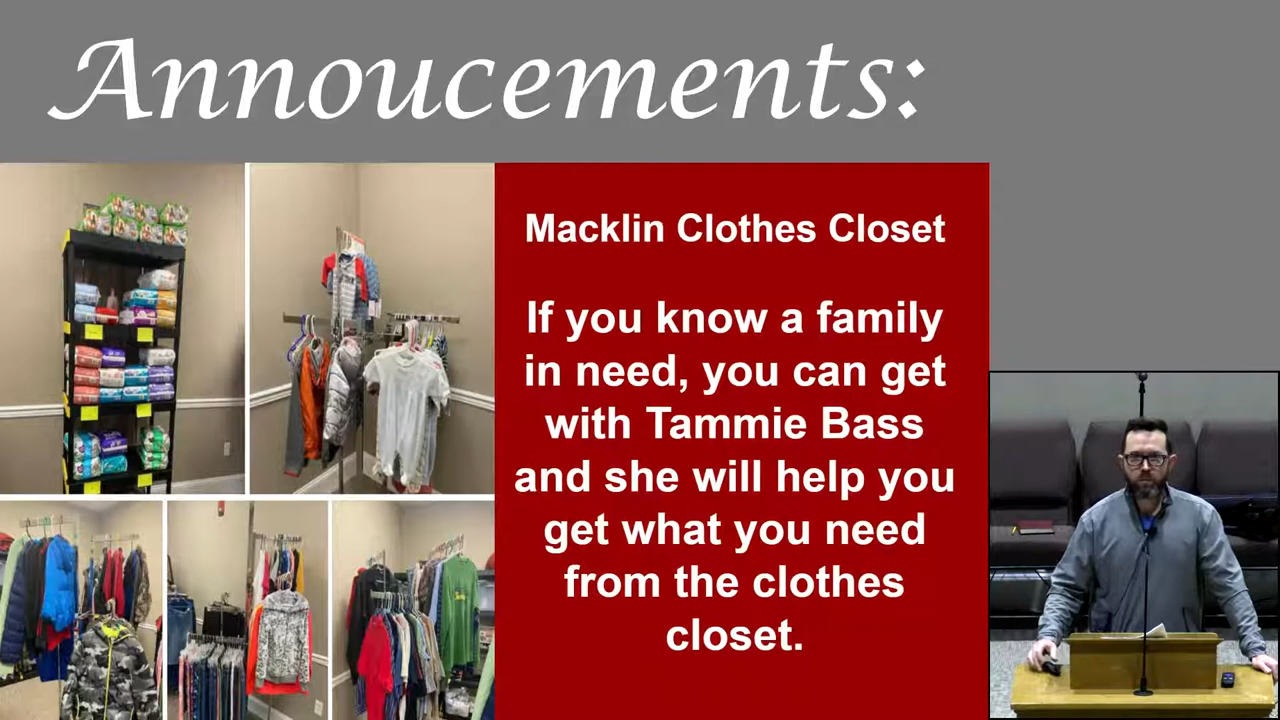 Annoucements:
Macklin Clothes Closet
If you know a family
in need, you can get
with Tammie Bass
and she will help you
get what you need
from the clothes
closet.